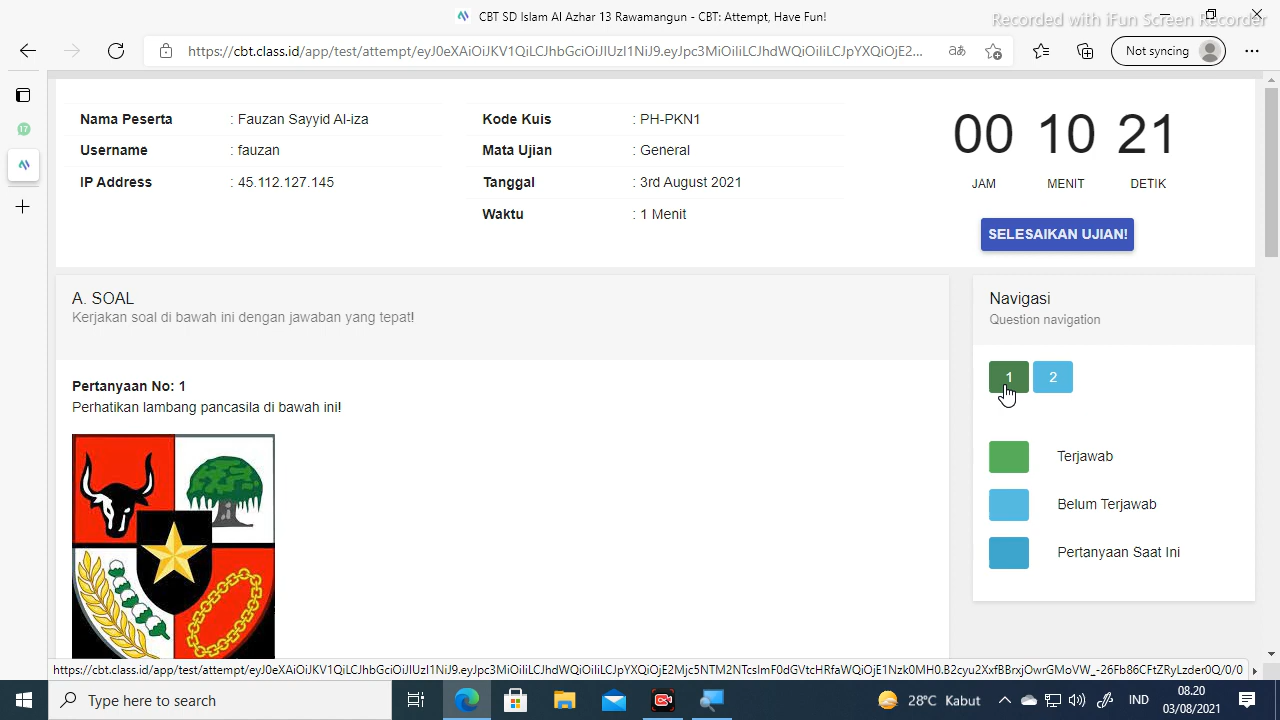 CBT SD Islam Al Azhar 13 Rawamangun - CBT: Attempt, Have Fun!
Recorded with iFun Screen Recorder
https://cbt.class.id/app/test/attempt/eyJ0eXAiOiJKV1QiLCJhbGciOiJIUzI1NiJ9.eyJpc3MiOiIiLCJhdWQiOiIiLCJpYXQiOjE2...
Not syncing
17
Nama Peserta : Fauzan Sayyid Al-iza
Username : fauzan
IP Address : 45.112.127.145
Kode Kuis : PH-PKN1
Mata Ujian : General
Tanggal : 3rd August 2021
Waktu : 1 Menit
00 10 21
JAM MENIT DETIK
SELESAIKAN UJIAN!
A. SOAL
Kerjakan soal di bawah ini dengan jawaban yang tepat!
Pertanyaan No: 1
Perhatikan lambang pancasila di bawah ini!
Navigasi
Question navigation
1 2
Terjawab
Belum Terjawab
Pertanyaan Saat Ini
https://cbt.class.id/app/test/attempt/eyJ0eXAiOiJKV1QiLCJhbGciOiJIUzI1NiJ9.eyJpc3MiOiIiLCJhdWQiOiIiLCJpYXQiOjE2Mjc5NTM2NTcsImF0dGVtcHRfaWQiOjE1Nzk0MH0.B2cyu2XxfBBrxjOwrGMoVW_-26Fb86CFtZRyLzder0Q/0/0
Type here to search
28°C Kabut
IND
08.20
03/08/2021